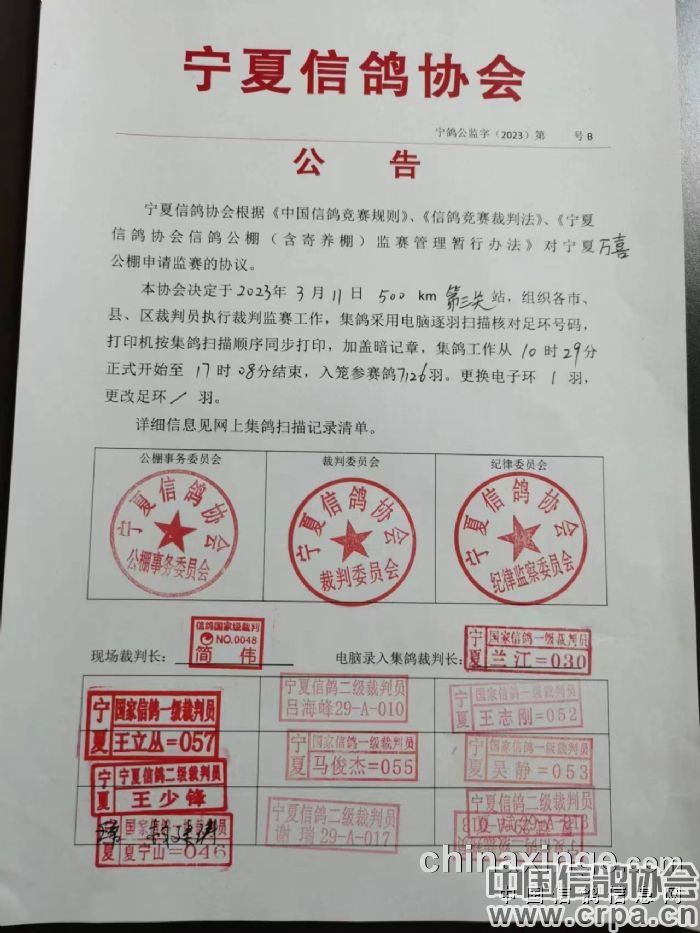 宁夏信鸽协会
宁鸽公监字（2023）第 号B
公 告
宁夏信鸽协会根据《中国信鸽竞赛规则》、《信鸽竞赛裁判法》、《宁夏
信鸽协会信鸽公棚（含寄养棚）监赛管理暂行办法》对宁夏万喜
公棚申请监赛的协议。
本协会决定于2023年3月11日 500 km 第三关站，组织各市、
县、区裁判员执行裁判监赛工作，集鸽采用电脑逐羽扫描核对足环号码，
打印机按集鸽扫描顺序同步打印，加盖暗记章，集鸽工作从 10 时29分
正式开始至 17 时08分结束，入笼参赛鸽7126羽。更换电子环 1 羽，
更改足环 / 羽。
详细信息见网上集鸽扫描记录清单。
公棚事务委员会 裁判委员会 纪律委员会
宁夏信鸽协会 宁夏信鸽协会 宁夏信鸽协会
公棚事务委员会 裁判委员会 纪律监察委员会
现场裁判长： 信鸽国家级裁判 NO.0048 简 伟 电脑录入集鸽裁判长： 宁夏 国家信鸽一级裁判员 兰江=030
宁夏 国家信鸽一级裁判员 王立丛=057
宁夏信鸽二级裁判员 吕海峰29-A-010
宁夏 国家信鸽一级裁判员 王志刚=052
宁夏 宁夏信鸽二级裁判员 王少锋
宁夏 国家信鸽一级裁判员 马俊杰=055
宁夏 国家信鸽一级裁判员 吴静=053
国家信鸽一级裁判员 夏宁山=046
宁夏信鸽二级裁判员 谢瑞 29-A-017
宁夏信鸽二级裁判员
chinaxinge.com
中国信鸽信息网
中国信鸽协会
www.crpa.cn